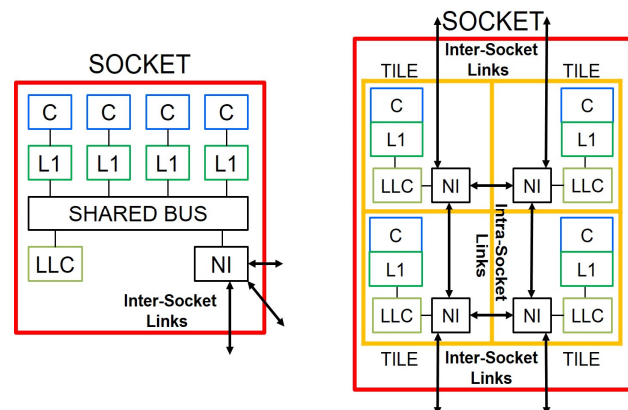 SOCKET
C C C C
L1 L1 L1 L1
SHARED BUS
LLC NI
Inter-Socket
Links
SOCKET
Inter-Socket
Links
TILE TILE
C C
L1 L1
LLC NI NI LLC
Intra-Socket
Links
C C
L1 L1
LLC NI NI LLC
TILE Inter-Socket TILE
Links